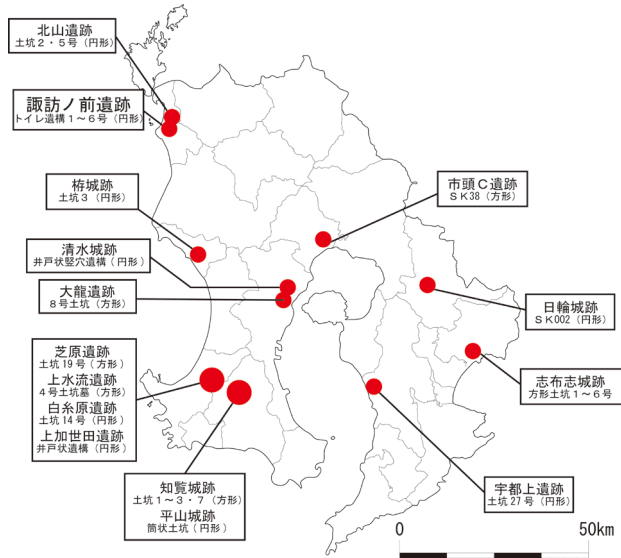 北山遺跡
土坑２・５号（円形）
諏訪ノ前遺跡
トイレ遺構１～６号（円形）
栫城跡
土坑３（円形）
市頭Ｃ遺跡
ＳＫ38（方形）
清水城跡
井戸状竪穴遺構（円形）
大龍遺跡
８号土坑（方形）
日輪城跡
ＳＫ002（円形）
芝原遺跡
土坑19号（方形）
上水流遺跡
４号土坑墓（方形）
白糸原遺跡
土坑14号（円形）
上加世田遺跡
井戸状遺構（円形）
志布志城跡
方形土坑１～６号
知覧城跡
土坑１～３・７（方形）
平山城跡
筒状土坑（円形）
宇都上遺跡
土坑27号（円形）
0 50km